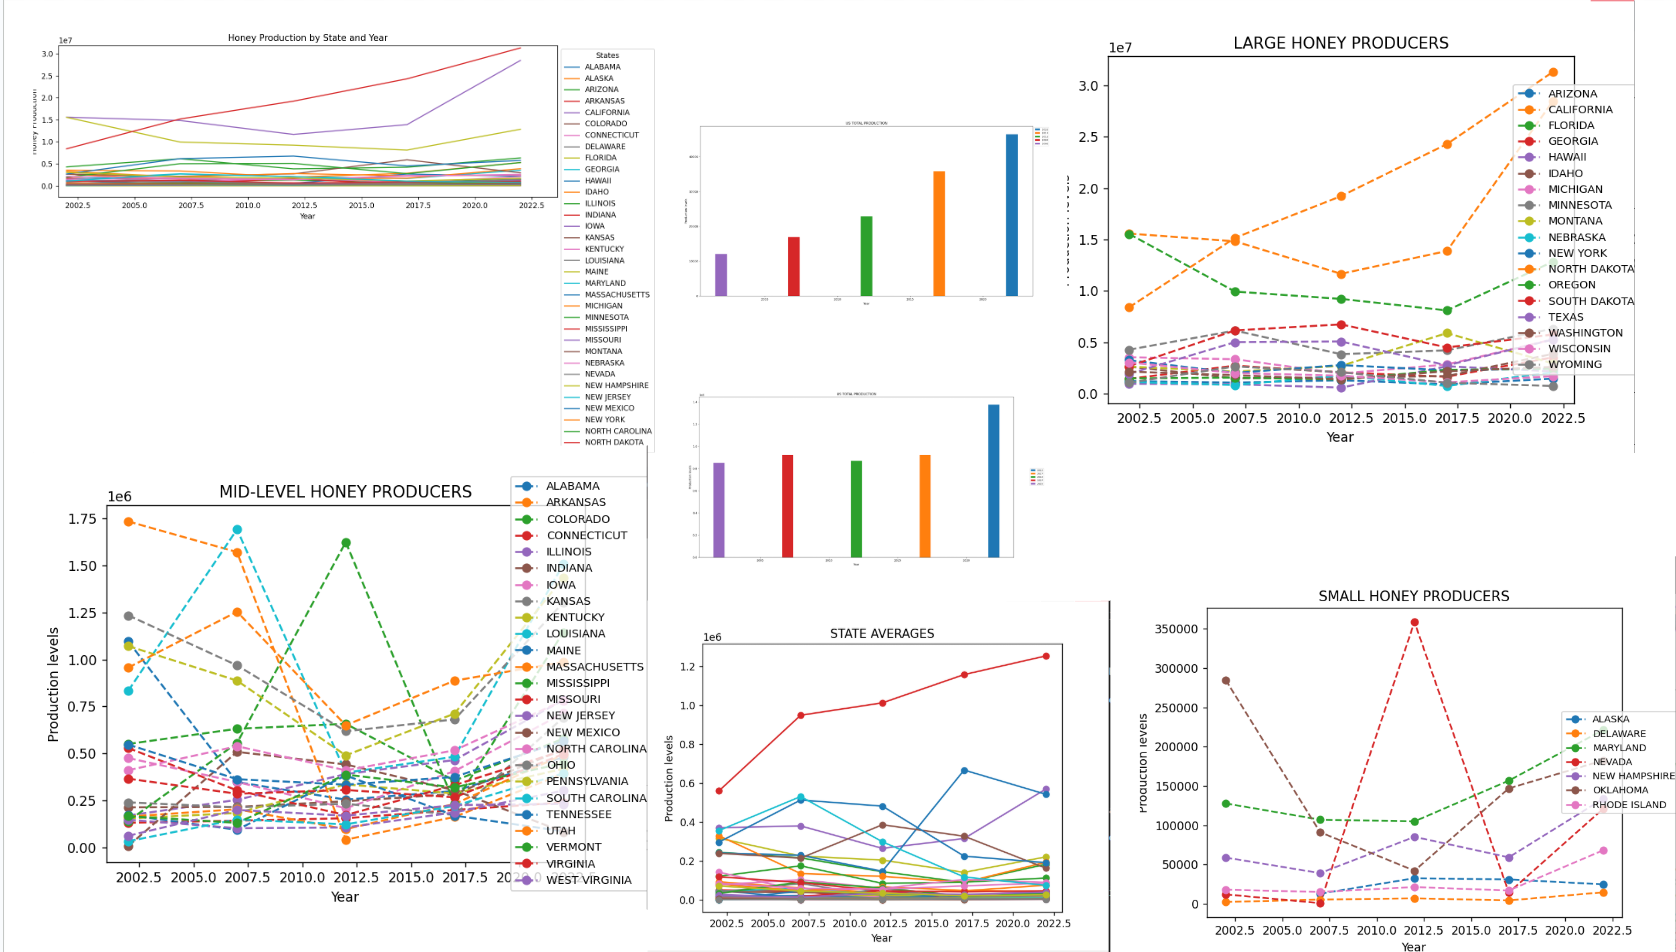 Honey Production by State and Year
1e7
3.0
2.5
2.0
1.5
1.0
0.5
0.0
2002.5 2005.0 2007.5 2010.0 2012.5 2015.0 2017.5 2020.0 2022.5
Year
States
ALABAMA
ALASKA
ARIZONA
ARKANSAS
CALIFORNIA
COLORADO
CONNECTICUT
DELAWARE
FLORIDA
GEORGIA
HAWAII
IDAHO
ILLINOIS
INDIANA
IOWA
KANSAS
KENTUCKY
LOUISIANA
MAINE
MARYLAND
MASSACHUSETTS
MICHIGAN
MINNESOTA
MISSISSIPPI
MISSOURI
MONTANA
NEBRASKA
NEVADA
NEW HAMPSHIRE
NEW JERSEY
NEW MEXICO
NEW YORK
NORTH CAROLINA
NORTH DAKOTA
US TOTAL PRODUCTION
Year
US TOTAL PRODUCTION
Year
LARGE HONEY PRODUCERS
1e7
3.0
2.5
2.0
1.5
1.0
0.5
0.0
2002.5 2005.0 2007.5 2010.0 2012.5 2015.0 2017.5 2020.0 2022.5
Year
ARIZONA
CALIFORNIA
FLORIDA
GEORGIA
HAWAII
IDAHO
MICHIGAN
MINNESOTA
MONTANA
NEBRASKA
NEW YORK
NORTH DAKOTA
OREGON
SOUTH DAKOTA
TEXAS
WASHINGTON
WISCONSIN
WYOMING
MID-LEVEL HONEY PRODUCERS
1e6
Production levels
1.75
1.50
1.25
1.00
0.75
0.50
0.25
0.00
2002.5 2005.0 2007.5 2010.0 2012.5 2015.0 2017.5
Year
ALABAMA
ARKANSAS
COLORADO
CONNECTICUT
ILLINOIS
INDIANA
IOWA
KANSAS
KENTUCKY
LOUISIANA
MAINE
MASSACHUSETTS
MISSISSIPPI
MISSOURI
NEW JERSEY
NEW MEXICO
NORTH CAROLINA
OHIO
PENNSYLVANIA
SOUTH CAROLINA
TENNESSEE
UTAH
VERMONT
VIRGINIA
WEST VIRGINIA
STATE AVERAGES
1e6
Production levels
1.2
1.0
0.8
0.6
0.4
0.2
0.0
2002.5 2005.0 2007.5 2010.0 2012.5 2015.0 2017.5 2020.0 2022.5
Year
SMALL HONEY PRODUCERS
Production levels
350000
300000
250000
200000
150000
100000
50000
0
2002.5 2005.0 2007.5 2010.0 2012.5 2015.0 2017.5 2020.0 2022.5
Year
ALASKA
DELAWARE
MARYLAND
NEVADA
NEW HAMPSHIRE
OKLAHOMA
RHODE ISLAND